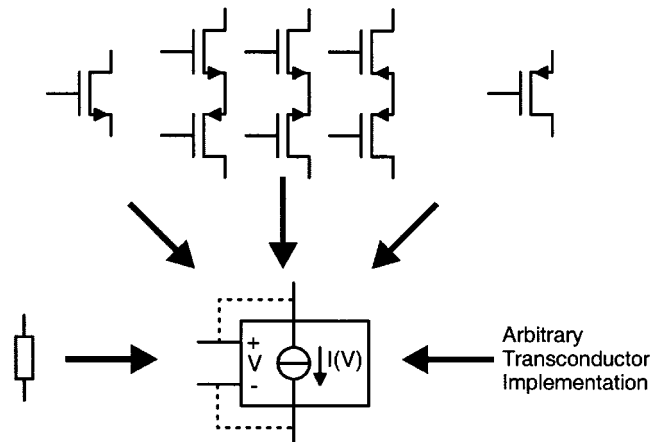 +
V
-
I(V)
Arbitrary
Transconductor
Implementation